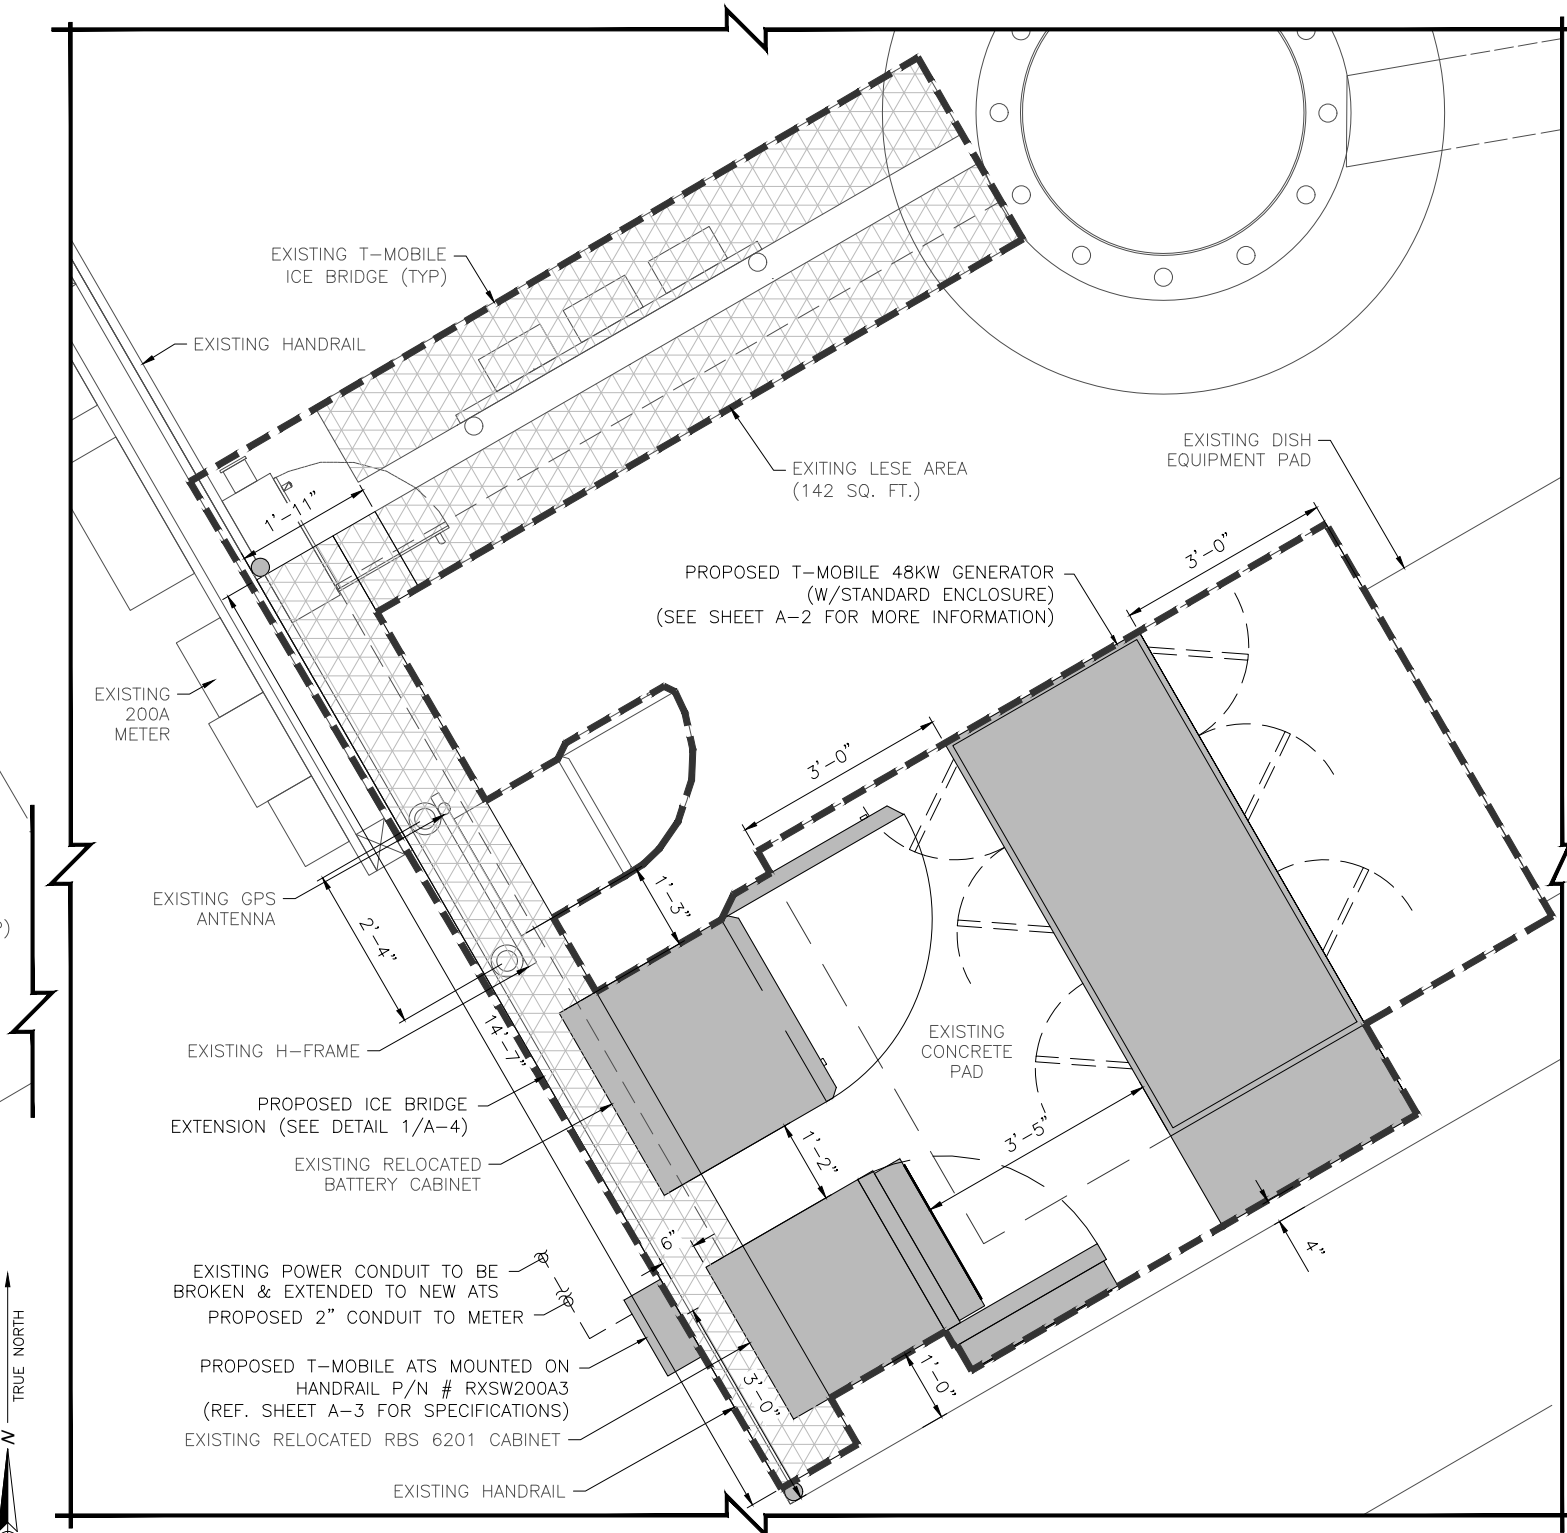 EXISTING T-MOBILE
ICE BRIDGE (TYP)
EXISTING HANDRAIL
EXISTING DISH
EQUIPMENT PAD
EXITING LESE AREA
(142 SQ. FT.)
1'-11"
3'-0"
PROPOSED T-MOBILE 48KW GENERATOR
(W/STANDARD ENCLOSURE)
(SEE SHEET A-2 FOR MORE INFORMATION)
EXISTING
200A
METER
3'-0"
EXISTING GPS
ANTENNA
1'-3"
2'-4"
14'-7"
EXISTING H-FRAME
EXISTING
CONCRETE
PAD
PROPOSED ICE BRIDGE
EXTENSION (SEE DETAIL 1/A-4)
3'-5"
1'-2"
EXISTING RELOCATED
BATTERY CABINET
6"
4"
EXISTING POWER CONDUIT TO BE
BROKEN & EXTENDED TO NEW ATS
PROPOSED 2" CONDUIT TO METER
PROPOSED T-MOBILE ATS MOUNTED ON
HANDRAIL P/N # RXSW200A3
(REF. SHEET A-3 FOR SPECIFICATIONS)
3'-0"
1'-0"
EXISTING RELOCATED RBS 6201 CABINET
EXISTING HANDRAIL
TRUE NORTH
N